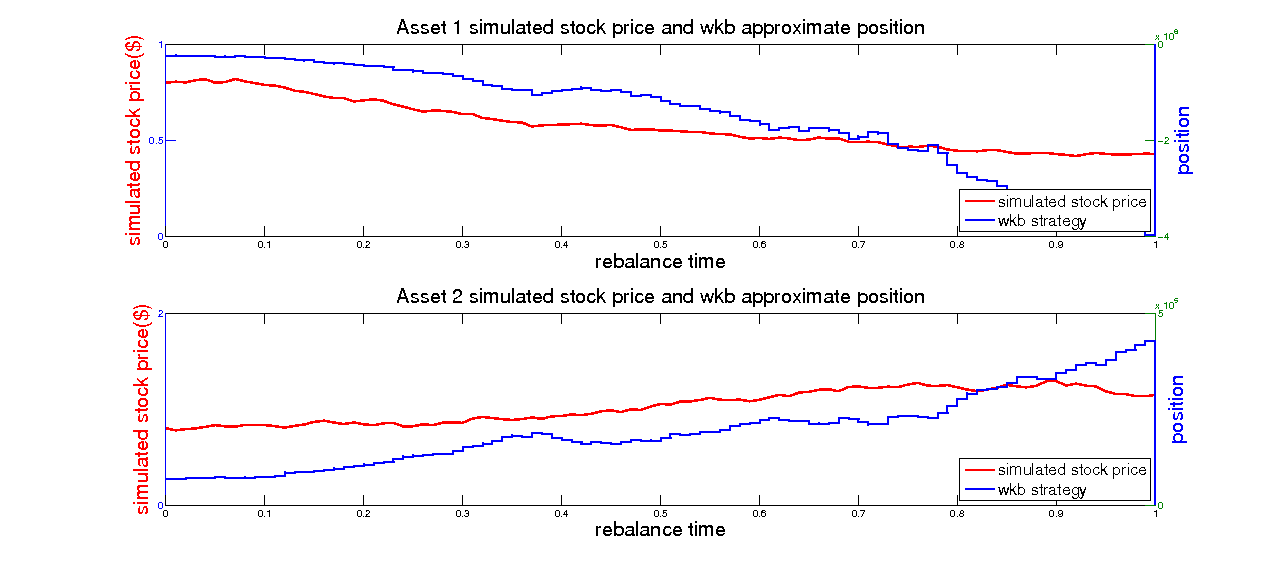 Asset 1 simulated stock price and wkb approximate position
simulated stock price($)
1
0.5
0
0
0.1
0.2
0.3
0.4
0.5
0.6
0.7
0.8
0.9
1
rebalance time
0
−2
−4
position
simulated stock price
wkb strategy
Asset 2 simulated stock price and wkb approximate position
simulated stock price($)
2
0
0
0.1
0.2
0.3
0.4
0.5
0.6
0.7
0.8
0.9
1
rebalance time
5
0
position
simulated stock price
wkb strategy